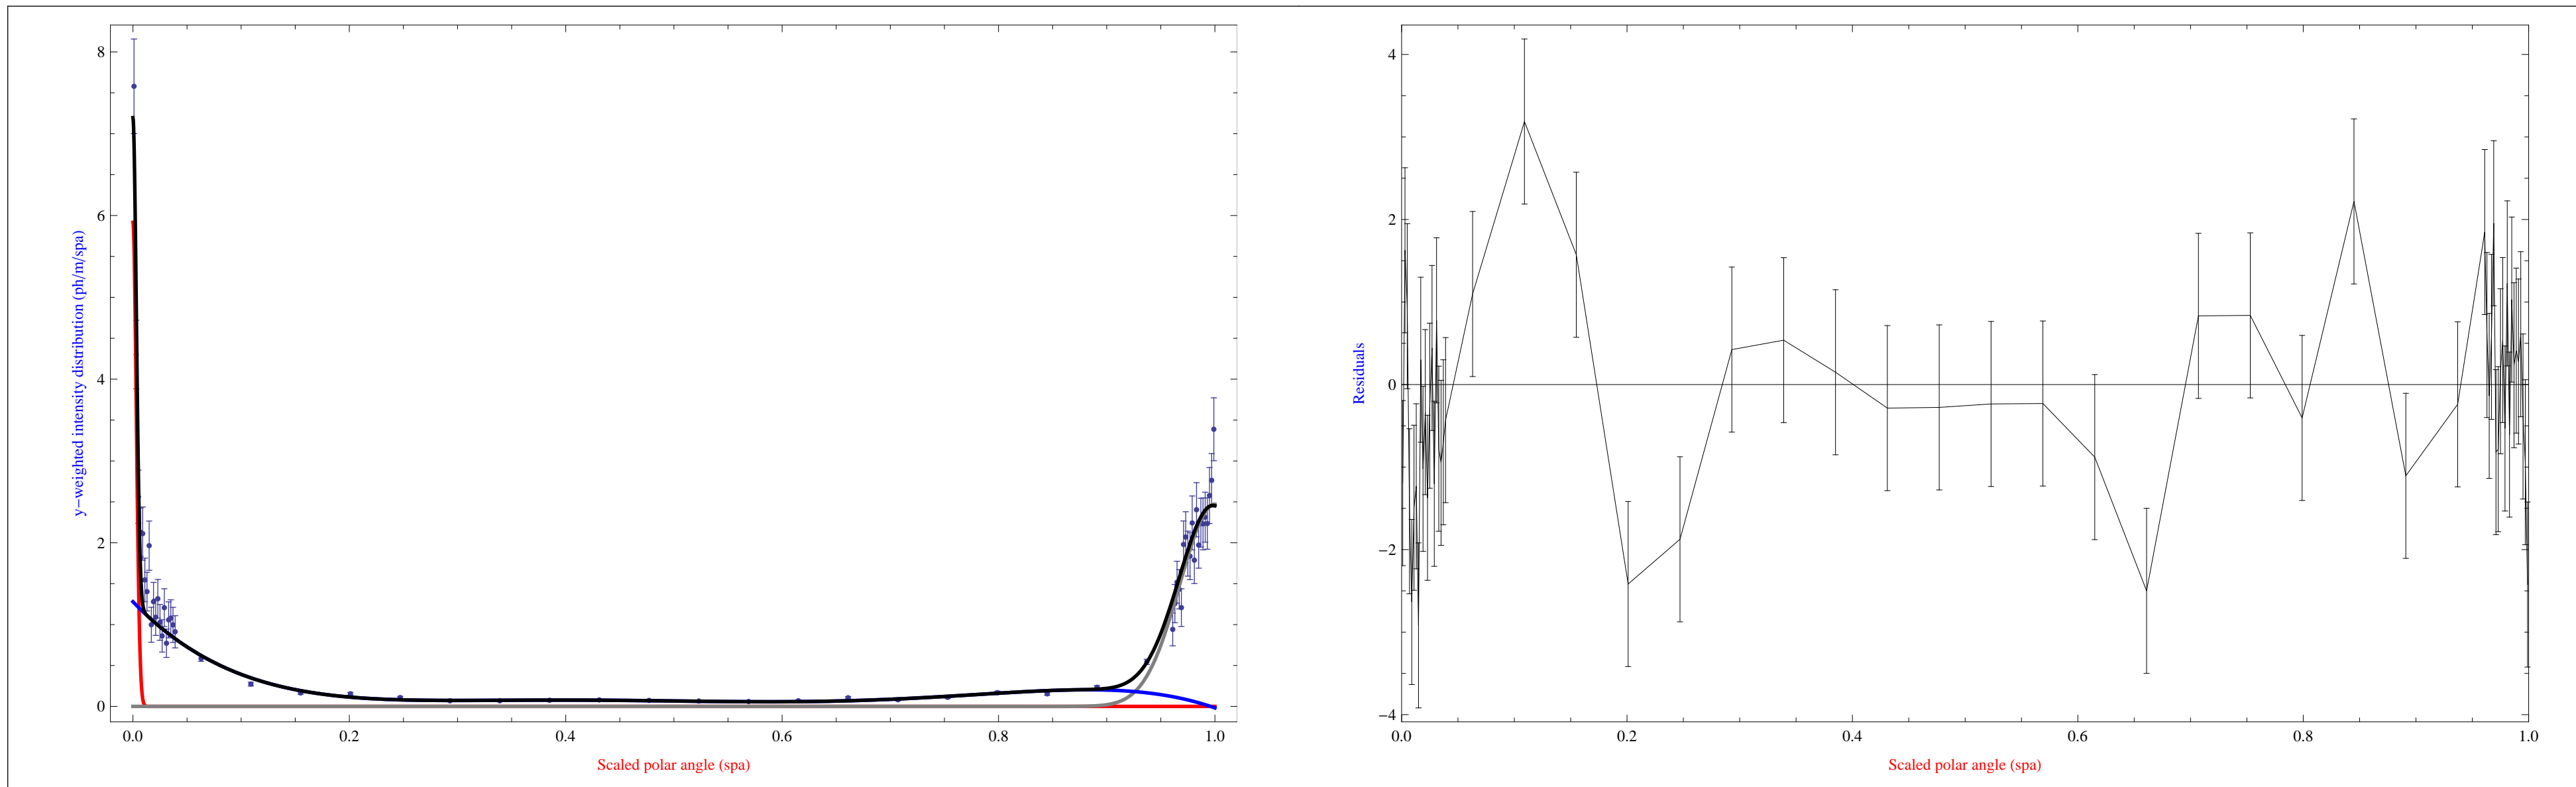 8
6
4
2
0
y−weighted intensity distribution (ph/m/spa)
0.0 0.2 0.4 0.6 0.8 1.0
Scaled polar angle (spa)
4
2
0
−2
−4
Residuals
0.0 0.2 0.4 0.6 0.8 1.0
Scaled polar angle (spa)